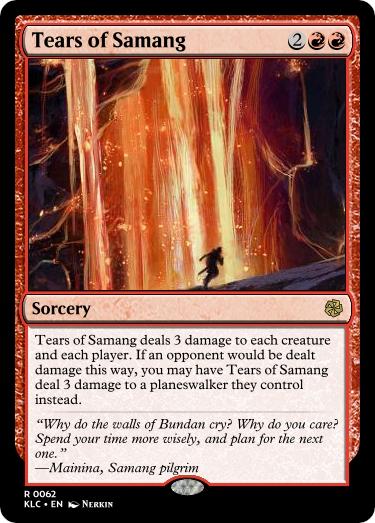 Tears of Samang 2
Sorcery
Tears of Samang deals 3 damage to each creature
and each player. If an opponent would be dealt
damage this way, you may have Tears of Samang
deal 3 damage to a planeswalker they control
instead.
“Why do the walls of Bundan cry? Why do you care?
Spend your time more wisely, and plan for the next
one.”
—Mainina, Samang pilgrim
R 0062
KLC • EN Nerkin